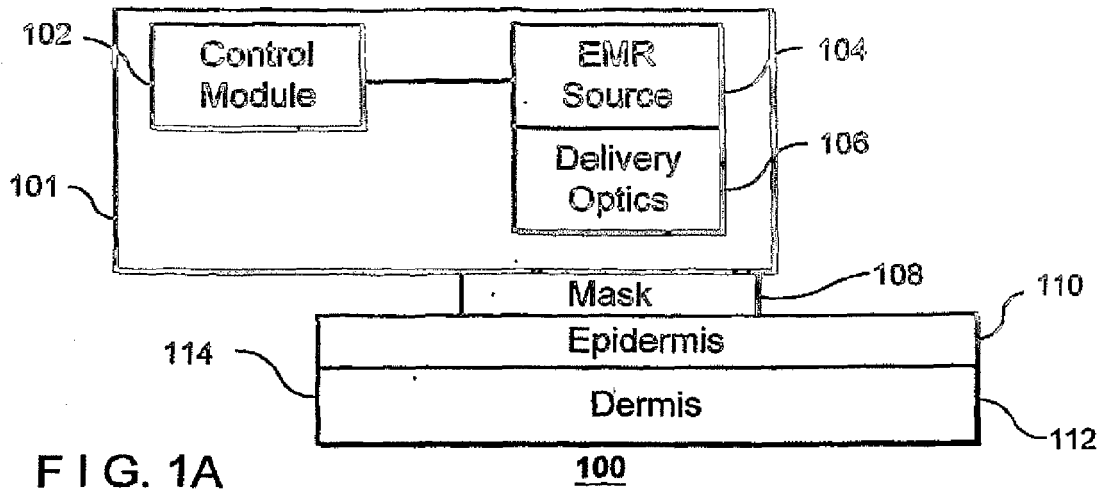 102
Control
Module
EMR
Source
104
Delivery
Optics
106
101
Mask
108
110
Epidermis
114
Dermis
112
F I G. 1A
100